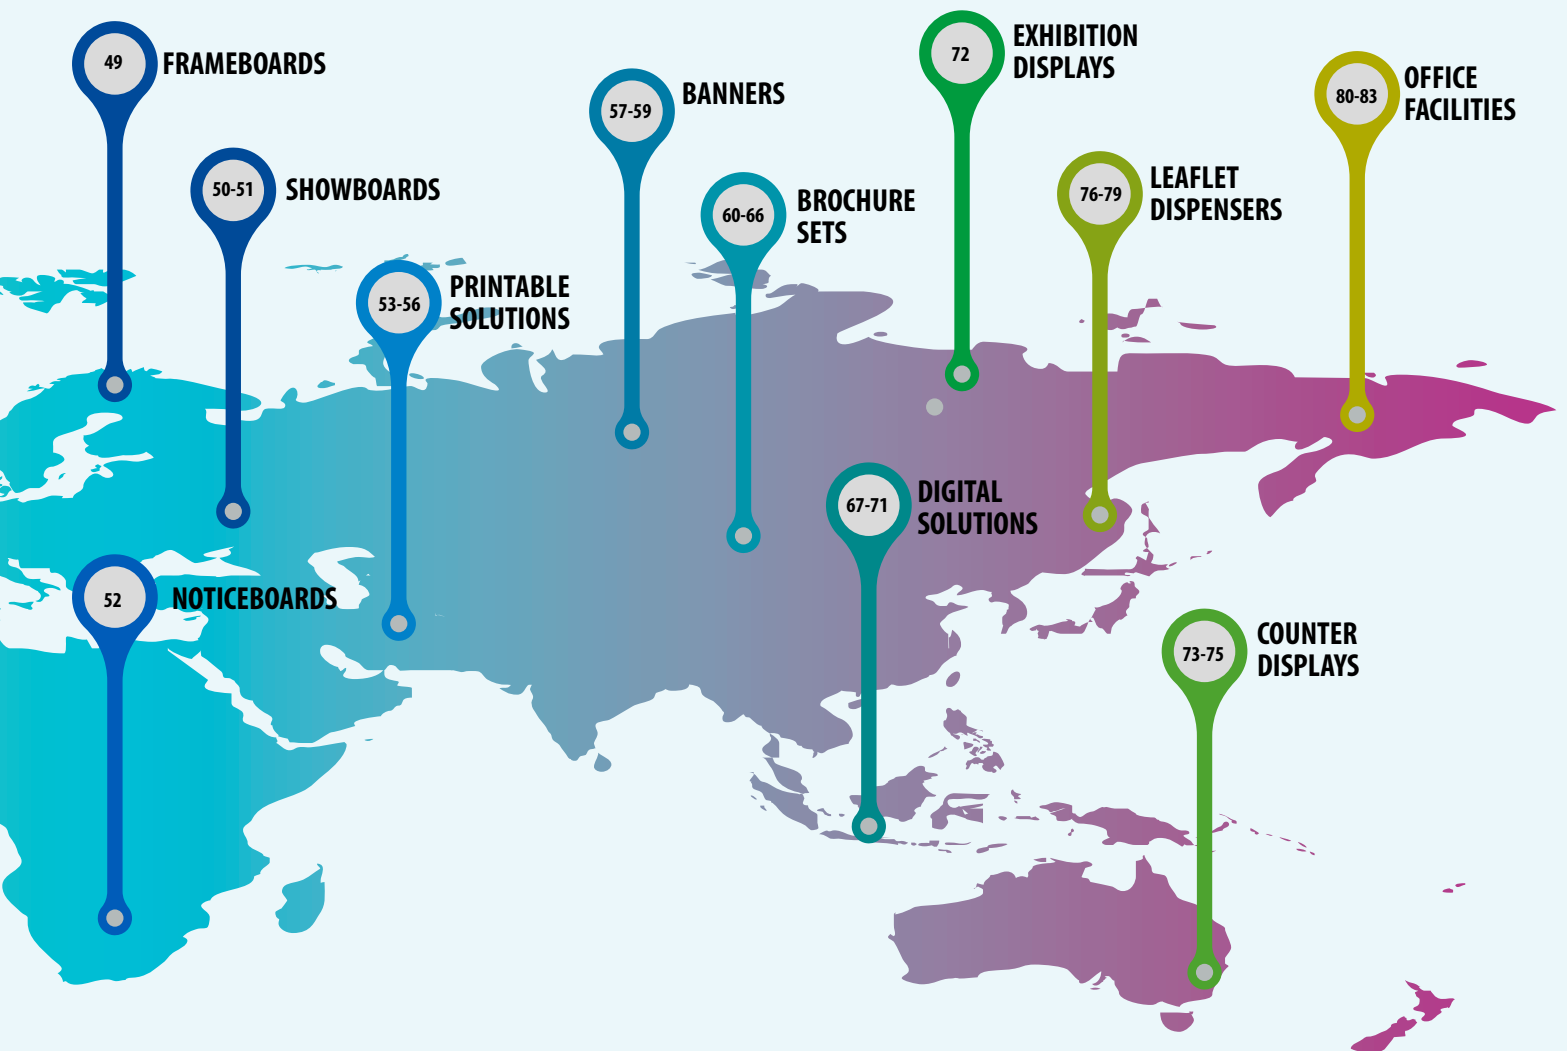 49
FRAMEBOARDS
50-51
SHOWBOARDS
52
NOTICEBOARDS
53-56
PRINTABLE
SOLUTIONS
57-59
BANNERS
60-66
BROCHURE
SETS
67-71
DIGITAL
SOLUTIONS
72
EXHIBITION
DISPLAYS
73-75
COUNTER
DISPLAYS
76-79
LEAFLET
DISPENSERS
80-83
OFFICE
FACILITIES